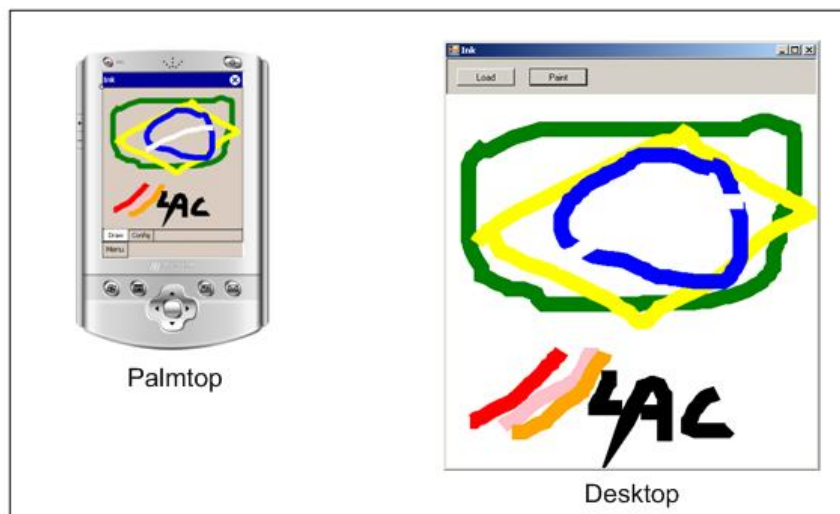 Ink
Draw Config
Menu
LAC
Palmtop
Ink
Load Paint
LAC
Desktop